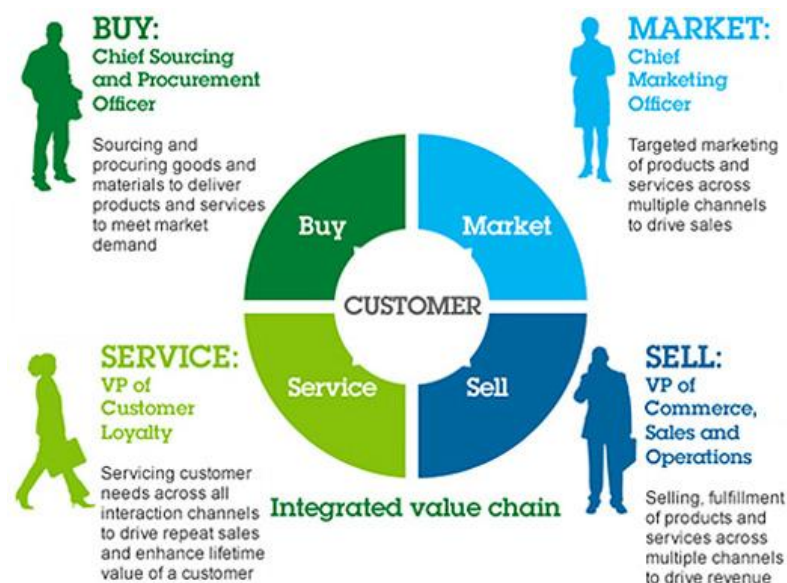 BUY:
Chief Sourcing
and Procurement
Officer
Sourcing and
procuring goods and
materials to deliver
products and services
to meet market
demand
MARKET:
Chief
Marketing
Officer
Targeted marketing
of products and
services across
multiple channels
to drive sales
Buy
Market
CUSTOMER
Service
Sell
Integrated value chain
SERVICE:
VP of
Customer
Loyalty
Servicing customer
needs across all
interaction channels
to drive repeat sales
and enhance lifetime
value of a customer
SELL:
VP of
Commerce,
Sales and
Operations
Selling, fulfillment
of products and
services across
multiple channels
to drive revenue